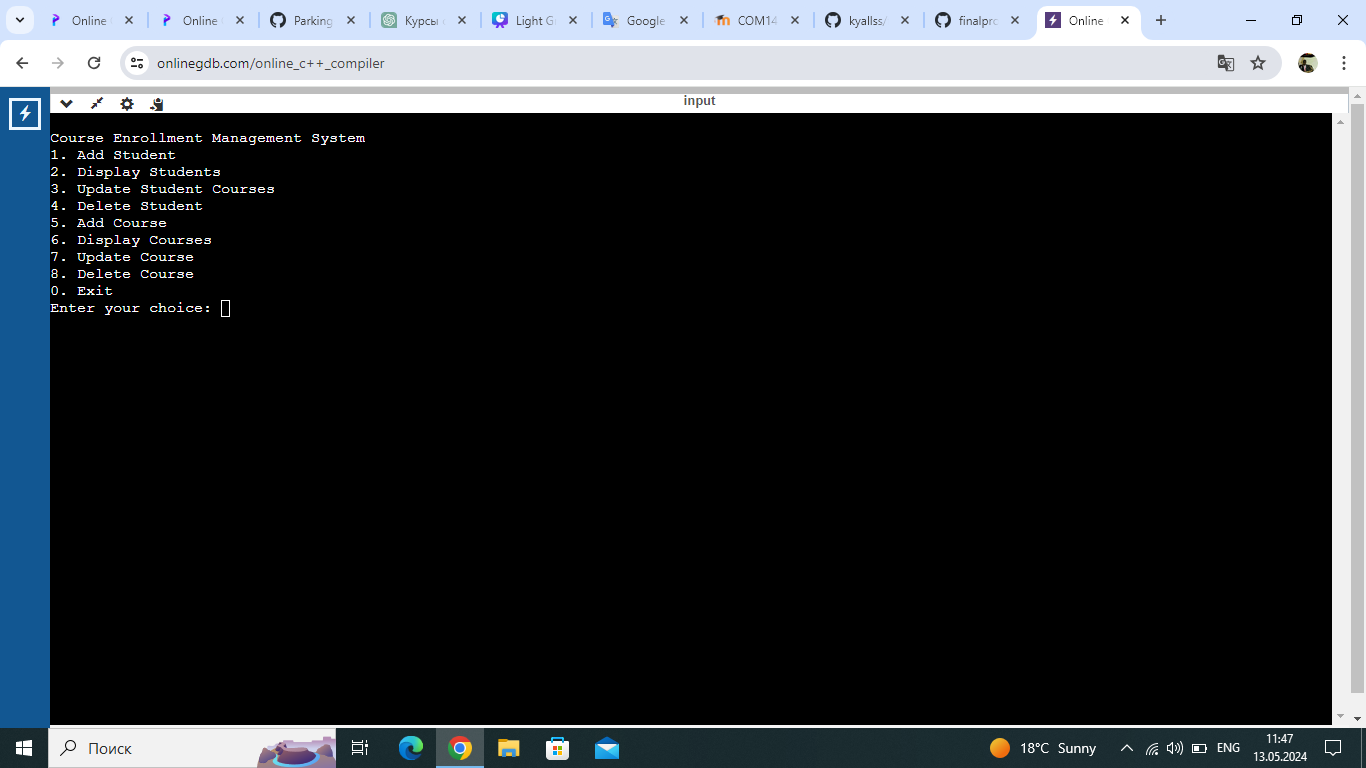 Online
Online
Parking
Курсы
Light G
Google
COM14
kyallss/
finalpro
Online
onlinegdb.com/online_c++_compiler
input
Course Enrollment Management System
1. Add Student
2. Display Students
3. Update Student Courses
4. Delete Student
5. Add Course
6. Display Courses
7. Update Course
8. Delete Course
0. Exit
Enter your choice:
Поиск
18°C Sunny
ENG
11:47
13.05.2024